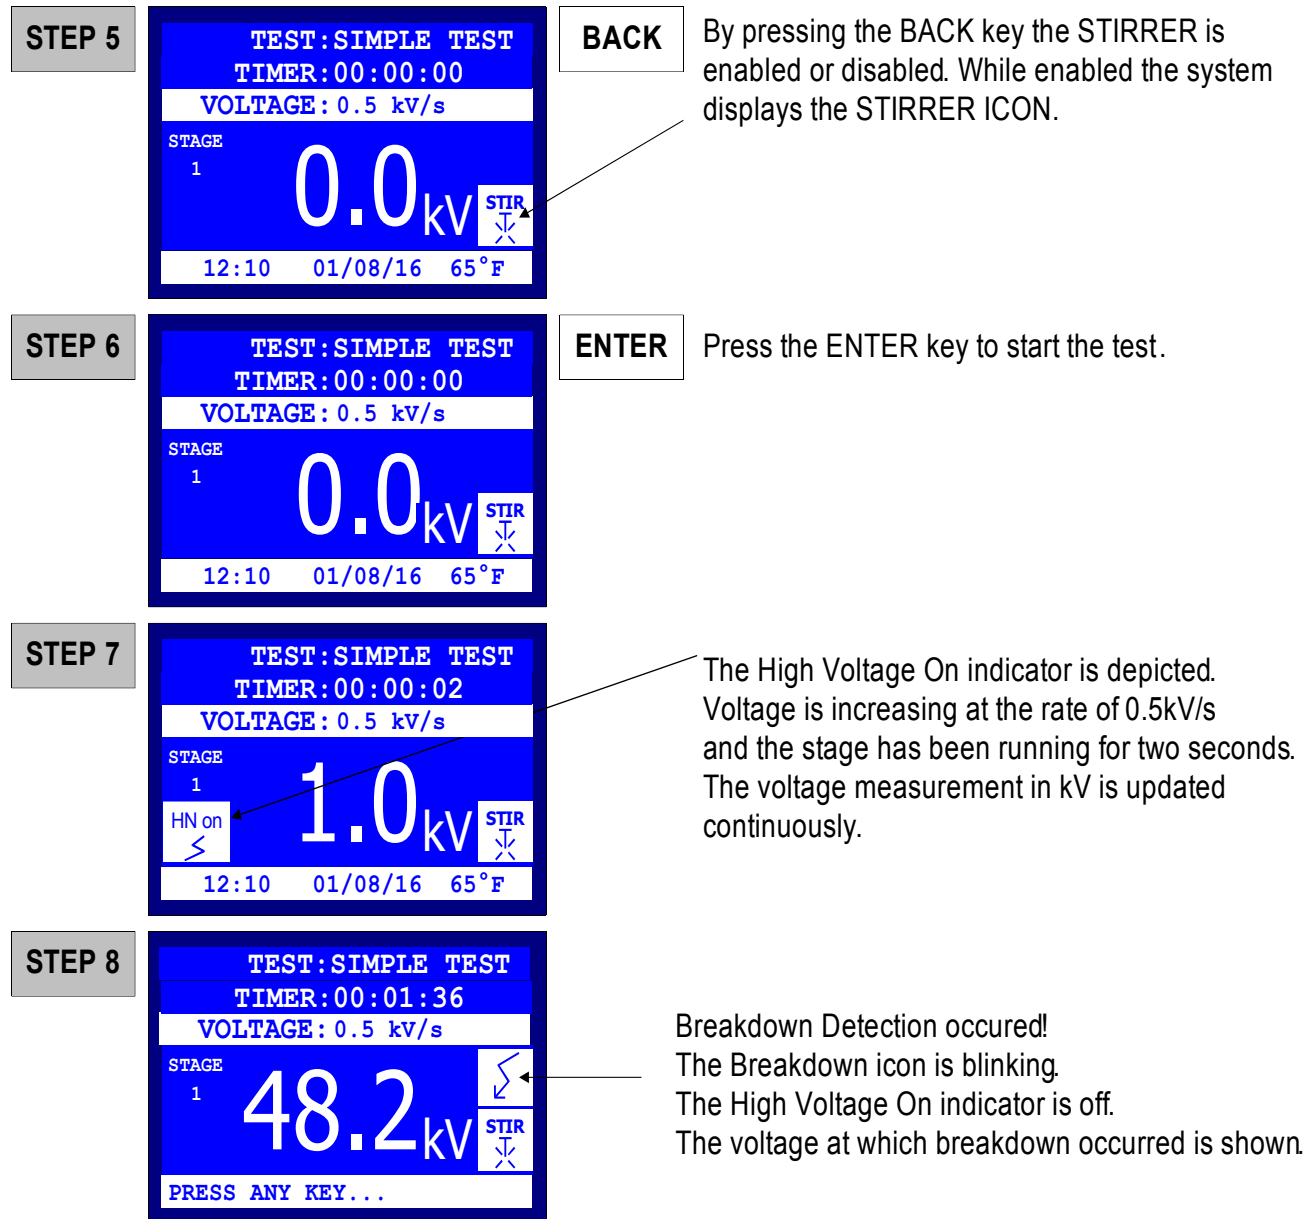 STEP 5
TEST:SIMPLE TEST
TIMER:00:00:00
VOLTAGE: 0.5 kV/s
STAGE
1
0.0 kV
STIR
12:10 01/08/16 65°F
BACK
By pressing the BACK key the STIRRER is
enabled or disabled. While enabled the system
displays the STIRRER ICON.
STEP 6
TEST:SIMPLE TEST
TIMER:00:00:00
VOLTAGE: 0.5 kV/s
STAGE
1
0.0 kV
STIR
12:10 01/08/16 65°F
ENTER
Press the ENTER key to start the test.
STEP 7
TEST:SIMPLE TEST
TIMER:00:00:02
VOLTAGE: 0.5 kV/s
STAGE
1
HN on
1.0 kV
STIR
12:10 01/08/16 65°F
The High Voltage On indicator is depicted.
Voltage is increasing at the rate of 0.5kV/s
and the stage has been running for two seconds.
The voltage measurement in kV is updated
continuously.
STEP 8
TEST:SIMPLE TEST
TIMER:00:01:36
VOLTAGE: 0.5 kV/s
STAGE
1
48.2 kV
STIR
PRESS ANY KEY...
Breakdown Detection occured!
The Breakdown icon is blinking.
The High Voltage On indicator is off.
The voltage at which breakdown occurred is shown.